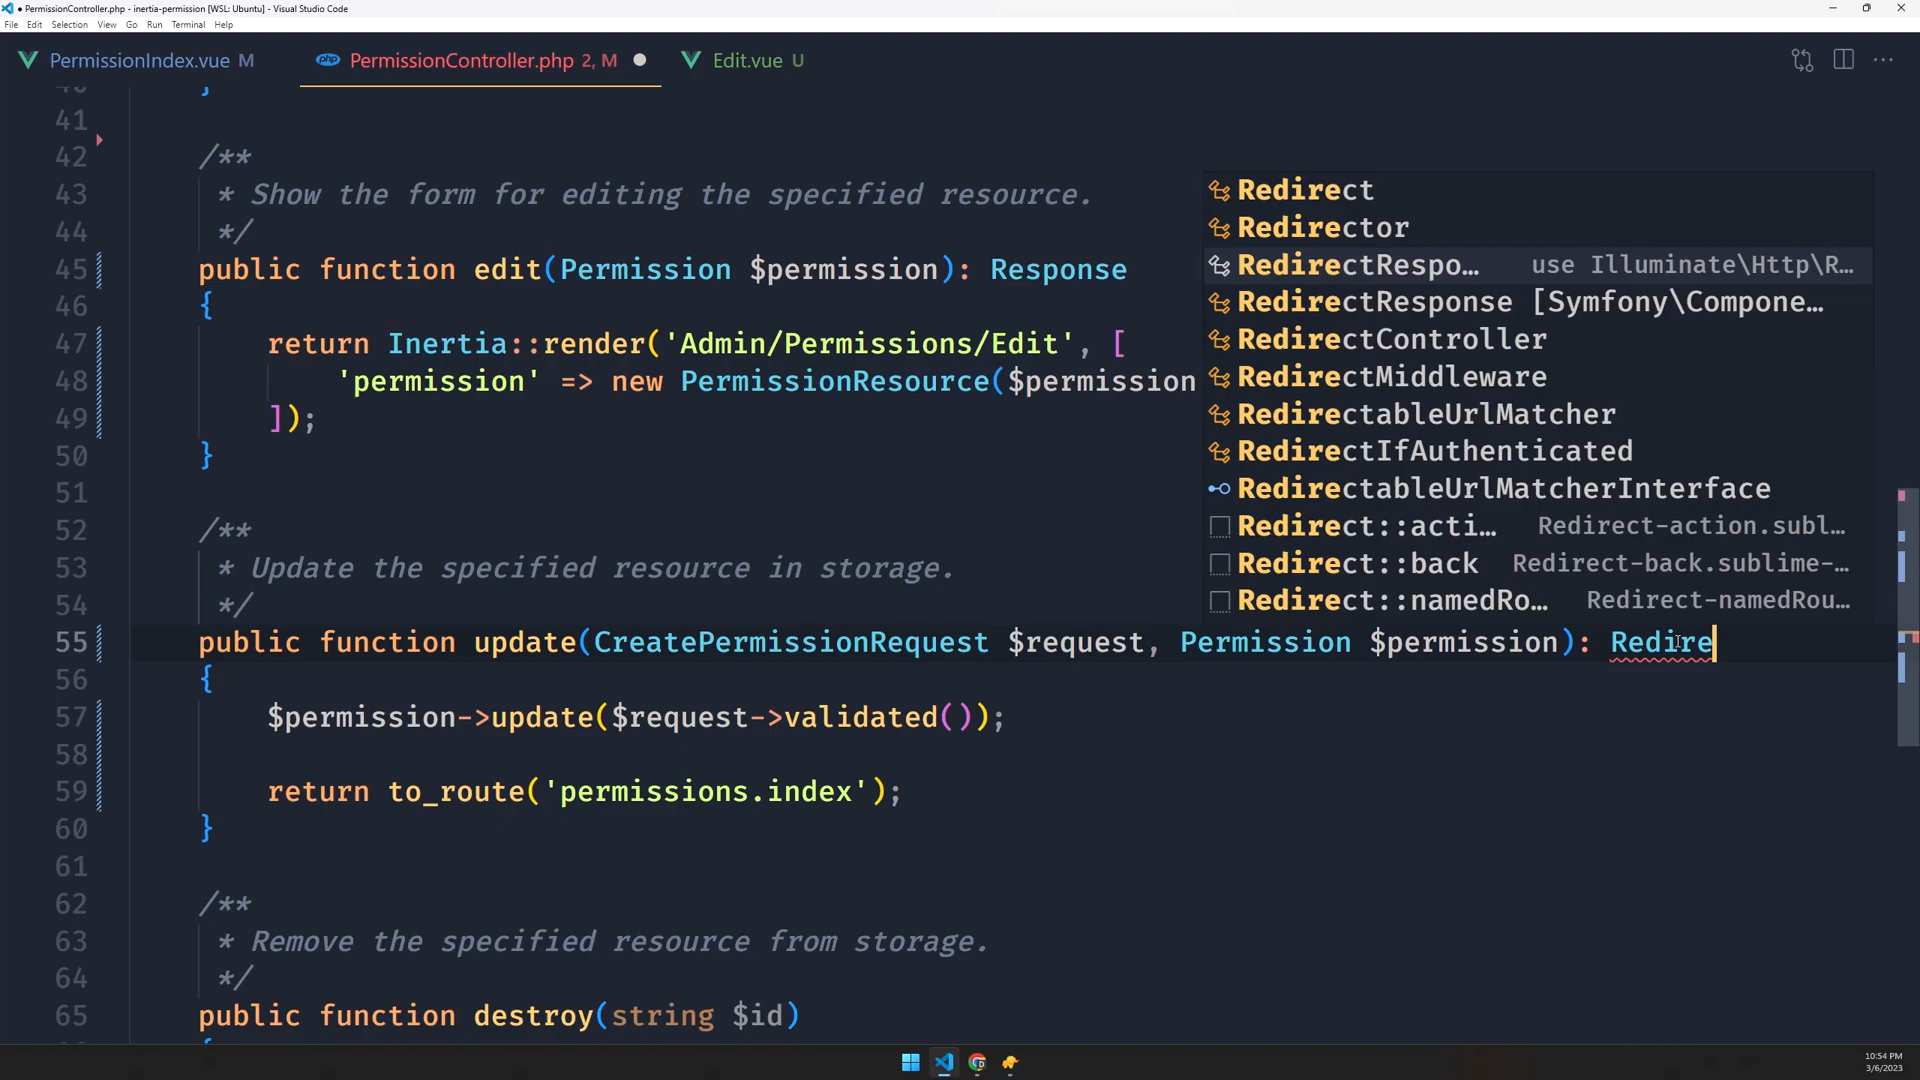 PermissionController.php - inertia-permission [WSL: Ubuntu] - Visual Studio Code
File Edit Selection View Go Run Terminal Help
PermissionIndex.vue M PermissionController.php 2, M Edit.vue U
41
42 /**
43 * Show the form for editing the specified resource.
44 */
45 public function edit(Permission $permission): Response
46 {
47 return Inertia::render('Admin/Permissions/Edit', [
48 'permission' => new PermissionResource($permission
49 ]);
50 }
51
52 /**
53 * Update the specified resource in storage.
54 */
55 public function update(CreatePermissionRequest $request, Permission $permission): Redire
56 {
57 $permission->update($request->validated());
58
59 return to_route('permissions.index');
60 }
61
62 /**
63 * Remove the specified resource from storage.
64 */
65 public function destroy(string $id)
Redirect
Redirector
RedirectRespo… use Illuminate\Http\R…
RedirectResponse [Symfony\Compone…
RedirectController
RedirectMiddleware
RedirectableUrlMatcher
RedirectIfAuthenticated
RedirectableUrlMatcherInterface
Redirect::acti… Redirect-action.subl…
Redirect::back Redirect-back.sublime-…
Redirect::namedRo… Redirect-namedRou…
10:54 PM
3/6/2023